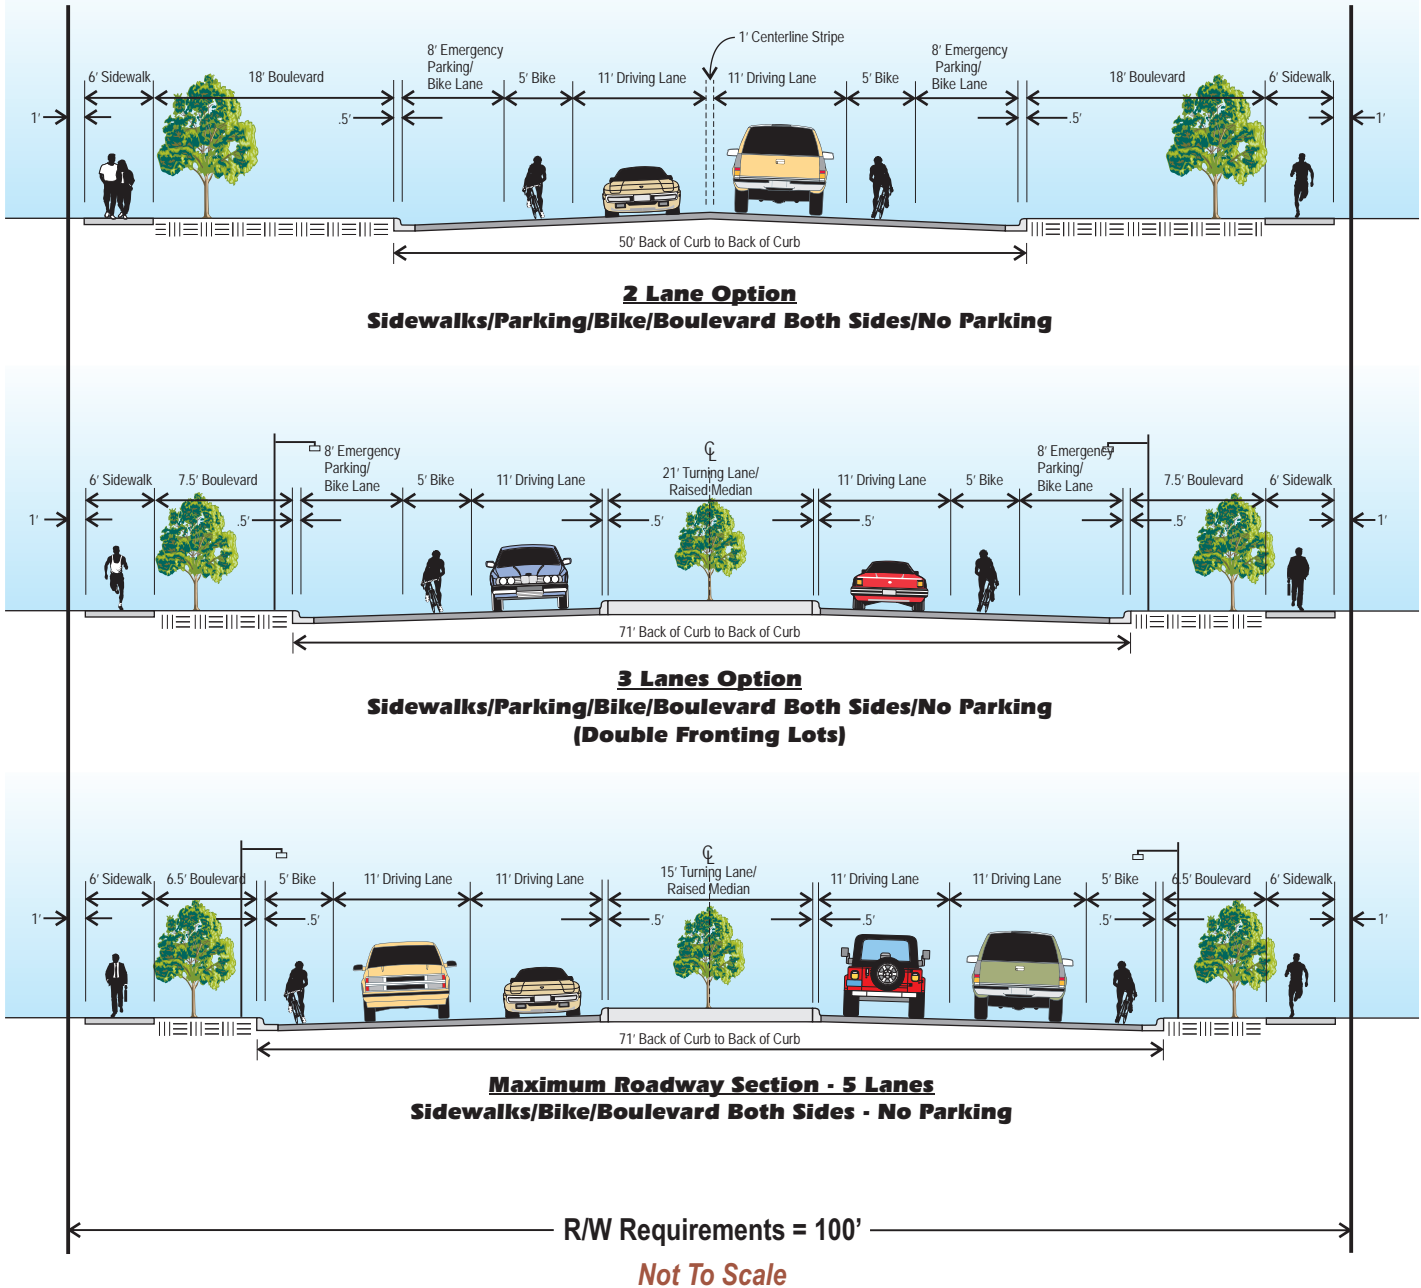 1' Centerline Stripe
8' Emergency
Parking/
Bike Lane
8' Emergency
Parking/
Bike Lane
6' Sidewalk
18' Boulevard
5' Bike
11' Driving Lane
11' Driving Lane
5' Bike
18' Boulevard
6' Sidewalk
1'
.5'
.5'
1'
50' Back of Curb to Back of Curb
2 Lane Option
Sidewalks/Parking/Bike/Boulevard Both Sides/No Parking
8' Emergency
Parking/
Bike Lane
CL
21' Turning Lane/
Raised Median
8' Emergency
Parking/
Bike Lane
6' Sidewalk
7.5' Boulevard
5' Bike
11' Driving Lane
11' Driving Lane
5' Bike
7.5' Boulevard
6' Sidewalk
1'
.5'
.5'
.5'
.5'
1'
71' Back of Curb to Back of Curb
3 Lanes Option
Sidewalks/Parking/Bike/Boulevard Both Sides/No Parking
(Double Fronting Lots)
CL
15' Turning Lane/
Raised Median
6' Sidewalk
6.5' Boulevard
5' Bike
11' Driving Lane
11' Driving Lane
11' Driving Lane
11' Driving Lane
5' Bike
6.5' Boulevard
6' Sidewalk
1'
.5'
.5'
.5'
.5'
1'
71' Back of Curb to Back of Curb
Maximum Roadway Section - 5 Lanes
Sidewalks/Bike/Boulevard Both Sides - No Parking
R/W Requirements = 100'
Not To Scale